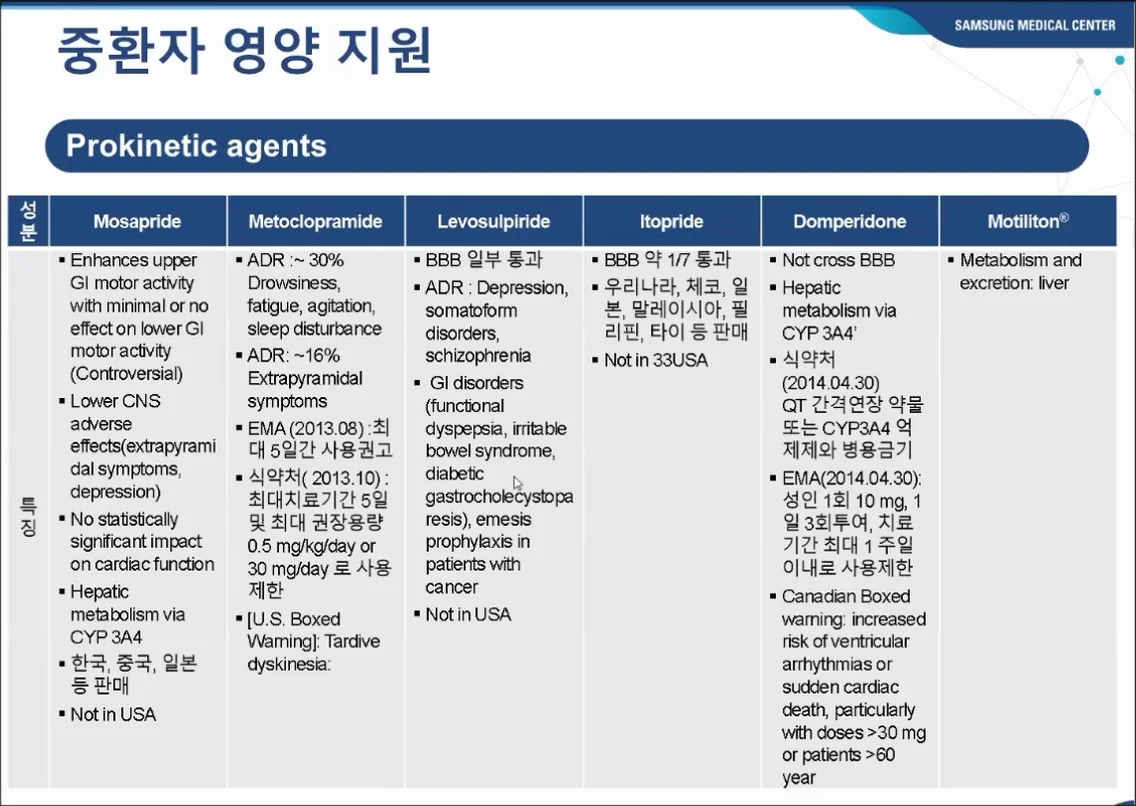 SAMSUNG MEDICAL CENTER
중환자 영양 지원
Prokinetic agents
성
분
Mosapride
Metoclopramide
Levosulpiride
Itopride
Domperidone
Motiliton®
특
징
▪ Enhances upper
GI motor activity
with minimal or no
effect on lower GI
motor activity
(Controversial)
▪ Lower CNS
adverse
effects(extrapyrami
dal symptoms,
depression)
▪ No statistically
significant impact
on cardiac function
▪ Hepatic
metabolism via
CYP 3A4
▪ 한국, 중국, 일본
등 판매
▪ Not in USA
▪ ADR :~ 30%
Drowsiness,
fatigue, agitation,
sleep disturbance
▪ ADR: ~16%
Extrapyramidal
symptoms
▪ EMA (2013.08) :최
대 5일간 사용권고
▪ 식약처( 2013.10) :
최대치료기간 5일
및 최대 권장용량
0.5 mg/kg/day or
30 mg/day 로 사용
제한
▪ [U.S. Boxed
Warning]: Tardive
dyskinesia:
▪ BBB 일부 통과
▪ ADR : Depression,
somatoform
disorders,
schizophrenia
▪ GI disorders
(functional
dyspepsia, irritable
bowel syndrome,
diabetic
gastrocholecystopa
resis), emesis
prophylaxis in
patients with
cancer
▪ Not in USA
▪ BBB 약 1/7 통과
▪ 우리나라, 체코, 일
본, 말레이시아, 필
리핀, 타이 등 판매
▪ Not in 33USA
▪ Not cross BBB
▪ Hepatic
metabolism via
CYP 3A4'
▪ 식약처
(2014.04.30)
QT 간격연장 약물
또는 CYP3A4 억
제제와 병용금기
▪ EMA(2014.04.30):
성인 1회 10 mg, 1
일 3회투여, 치료
기간 최대 1 주일
이내로 사용제한
▪ Canadian Boxed
warning: increased
risk of ventricular
arrhythmias or
sudden cardiac
death, particularly
with doses >30 mg
or patients >60
year
▪ Metabolism and
excretion: liver